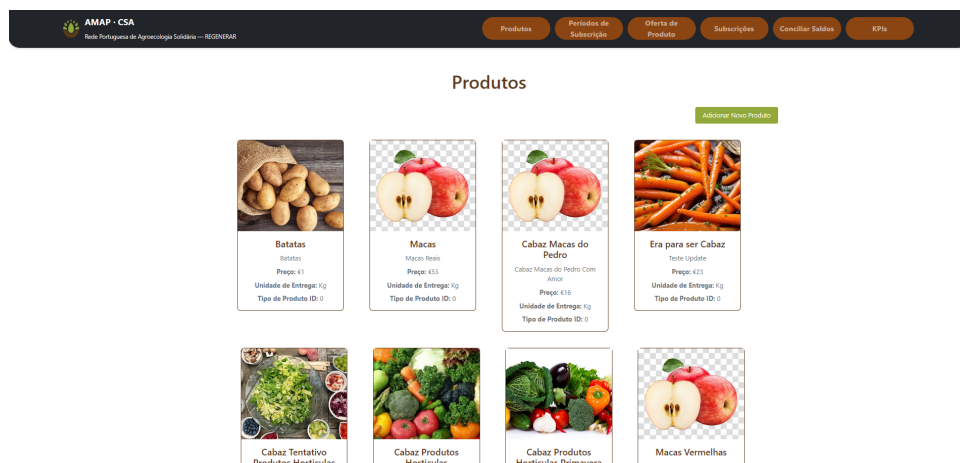 AMAP · CSA
Rede Portuguesa de Agroecologia Solidária — REGENERAR
Produtos
Períodos de
Subscrição
Oferta de
Produto
Subscrições
Conciliar Saldos
KPIs
Produtos
Adicionar Novo Produto
Batatas
Batatas
Preço: €1
Unidade de Entrega: Kg
Tipo de Produto ID: 0
Macas
Macas Reais
Preço: €53
Unidade de Entrega: Kg
Tipo de Produto ID: 0
Cabaz Macas do
Pedro
Cabaz Macas do Pedro Com
Amor
Preço: €16
Unidade de Entrega: Kg
Tipo de Produto ID: 0
Era para ser Cabaz
Teste Update
Preço: €23
Unidade de Entrega: Kg
Tipo de Produto ID: 0
Cabaz Tentativo
Produtos Horticulas
Cabaz Produtos
Horticulas
Cabaz Produtos
Horticulas Primavera
Macas Vermelhas